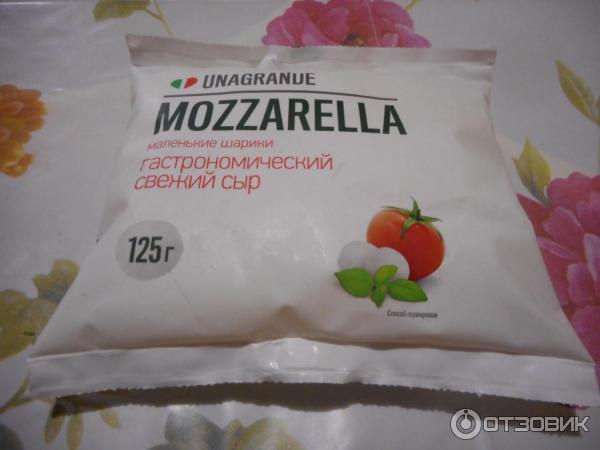 UNAGRANDE
MOZZARELLA
маленькие шарики
гастрономический
свежий сыр
125 г
Способ сервировки
ОТЗОВИК